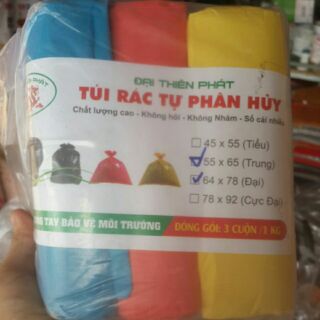 ĐẠI THIÊN PHÁT
TÚI RÁC TỰ PHÂN HỦY
Chất lượng cao - Không hôi - Không Nhám - Số cái nhiều
45 x 55 (Tiểu)
55 x 65 (Trung)
64 x 78 (Đại)
78 x 92 (Cực Đại)
TAY BẢO VỆ MÔI TRƯỜNG
ĐÓNG GÓI: 3 CUỘN / 1 KG